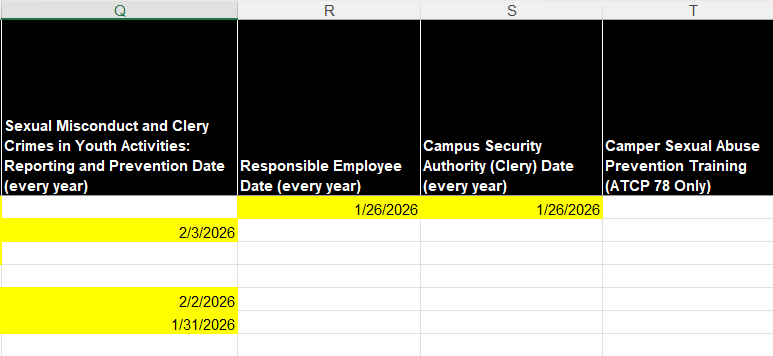 Q R S T
Sexual Misconduct and Clery
Crimes in Youth Activities:
Reporting and Prevention Date
(every year)
Responsible Employee
Date (every year)
Campus Security
Authority (Clery) Date
(every year)
Camper Sexual Abuse
Prevention Training
(ATCP 78 Only)
1/26/2026 1/26/2026
2/3/2026
2/2/2026
1/31/2026